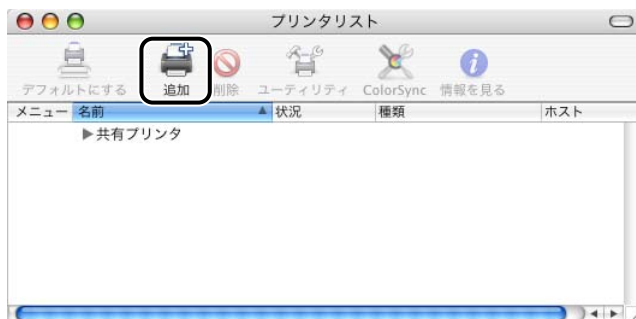 プリンタリスト
デフォルトにする 追加 削除 ユーティリティ ColorSync 情報を見る
メニュー 名前 状況 種類 ホスト
共有プリンタ